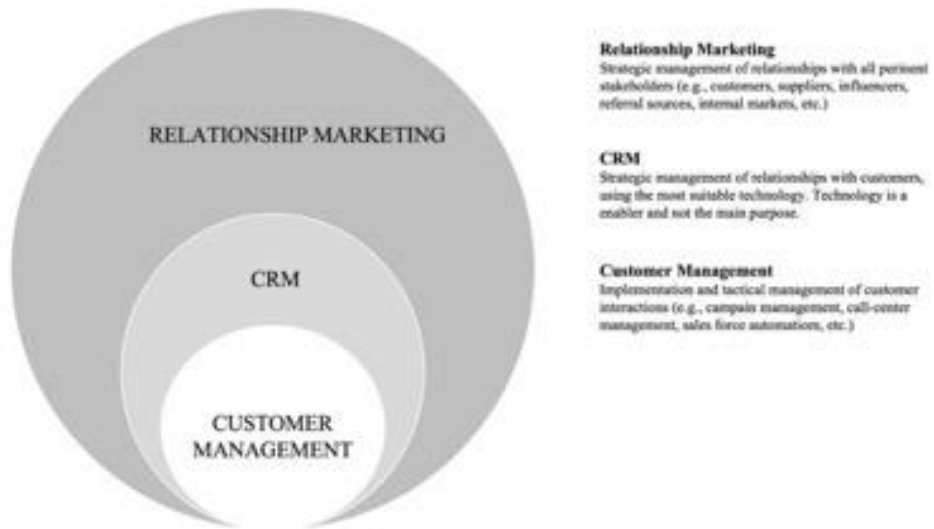 RELATIONSHIP MARKETING
CRM
CUSTOMER
MANAGEMENT
Relationship Marketing
Strategic management of relationships with all perinent
stakeholders (e.g., customers, suppliers, influencers,
referral sources, internal markets, etc.)
CRM
Strategic management of relationships with customers,
using the most suitable technology. Technology is a
enabler and not the main purpose.
Customer Management
Implementation and tactical management of customer
interactions (e.g., campain management, call-center
management, sales force automations, etc.)